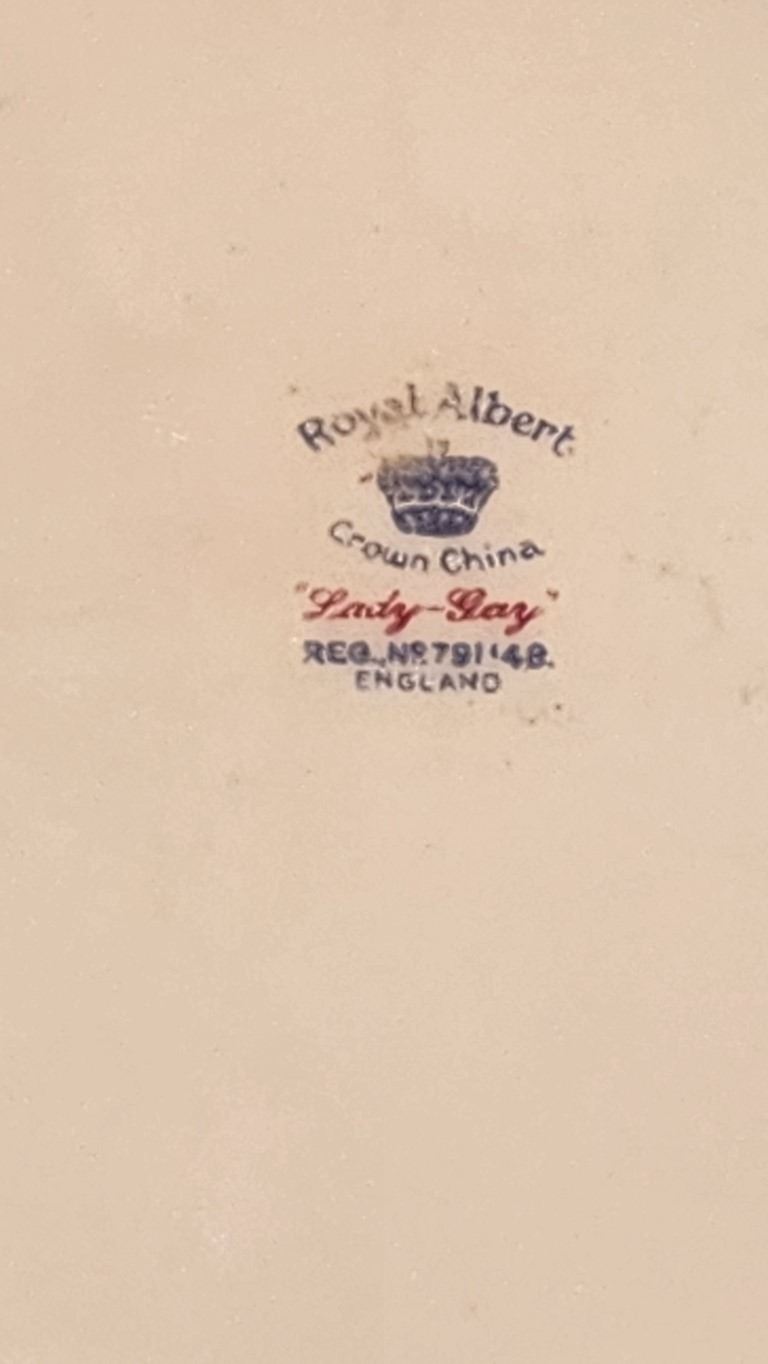 Royal Albert
Crown China
"Lady-Gay"
REG. Nº 791148.
ENGLAND